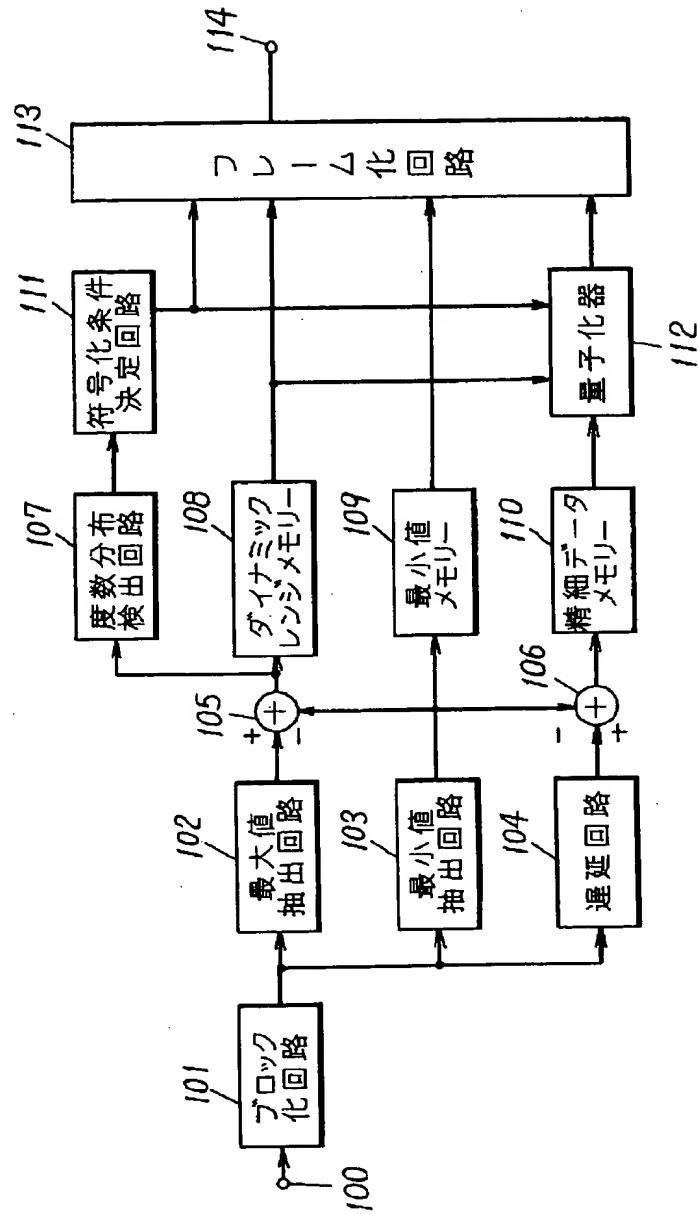 100
101
ブロック
化回路
102
最大値
抽出回路
103
最小値
抽出回路
104
遅延回路
105
+
-
+
106
-
+
+
107
度数分布
検出回路
108
ダイナミック
レンジメモリー
109
最小値
メモリー
110
精細データ
メモリー
111
符号化条件
決定回路
112
量子化器
113
フレーム化回路
114